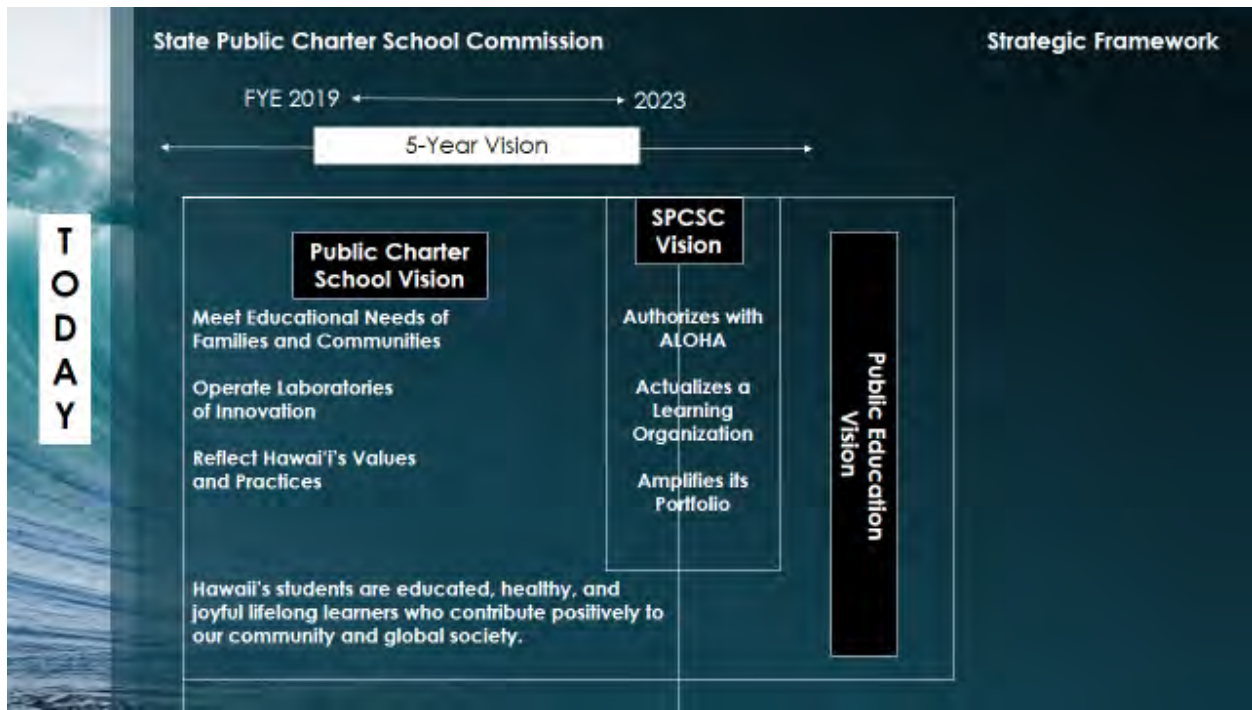 State Public Charter School Commission
Strategic Framework
FYE 2019
2023
5-Year Vision
TODAY
Public Charter
School Vision
Meet Educational Needs of
Families and Communities
Operate Laboratories
of Innovation
Reflect Hawai'i's Values
and Practices
SPCSC
Vision
Authorizes with
ALOHA
Actualizes a
Learning
Organization
Amplifies its
Portfolio
Public Education
Vision
Hawaii's students are educated, healthy, and
joyful lifelong learners who contribute positively to
our community and global society.